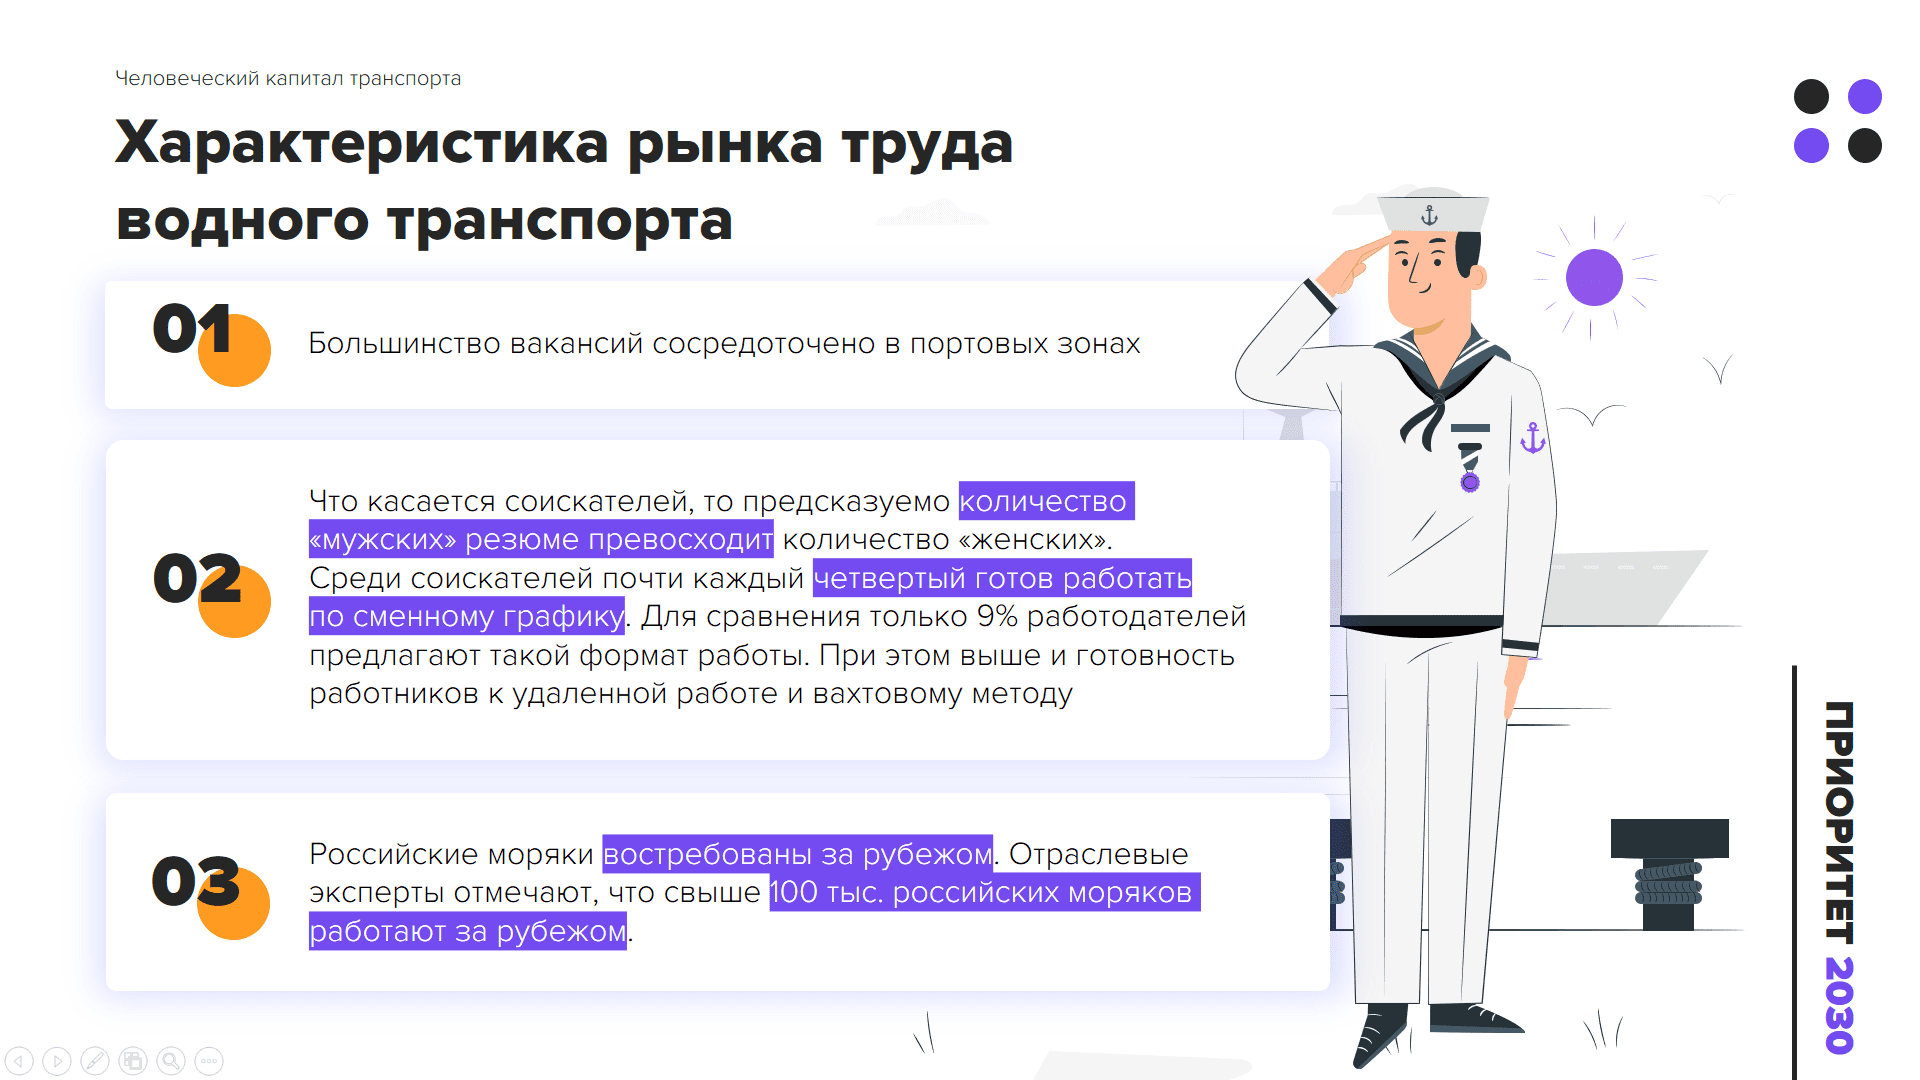 Человеческий капитал транспорта
Характеристика рынка труда
водного транспорта
01
Большинство вакансий сосредоточено в портовых зонах
02
Что касается соискателей, то предсказуемо количество
«мужских» резюме превосходит количество «женских».
Среди соискателей почти каждый четвертый готов работать
по сменному графику. Для сравнения только 9% работодателей
предлагают такой формат работы. При этом выше и готовность
работников к удаленной работе и вахтовому методу
03
Российские моряки востребованы за рубежом. Отраслевые
эксперты отмечают, что свыше 100 тыс. российских моряков
работают за рубежом.
ПРИОРИТЕТ 2030